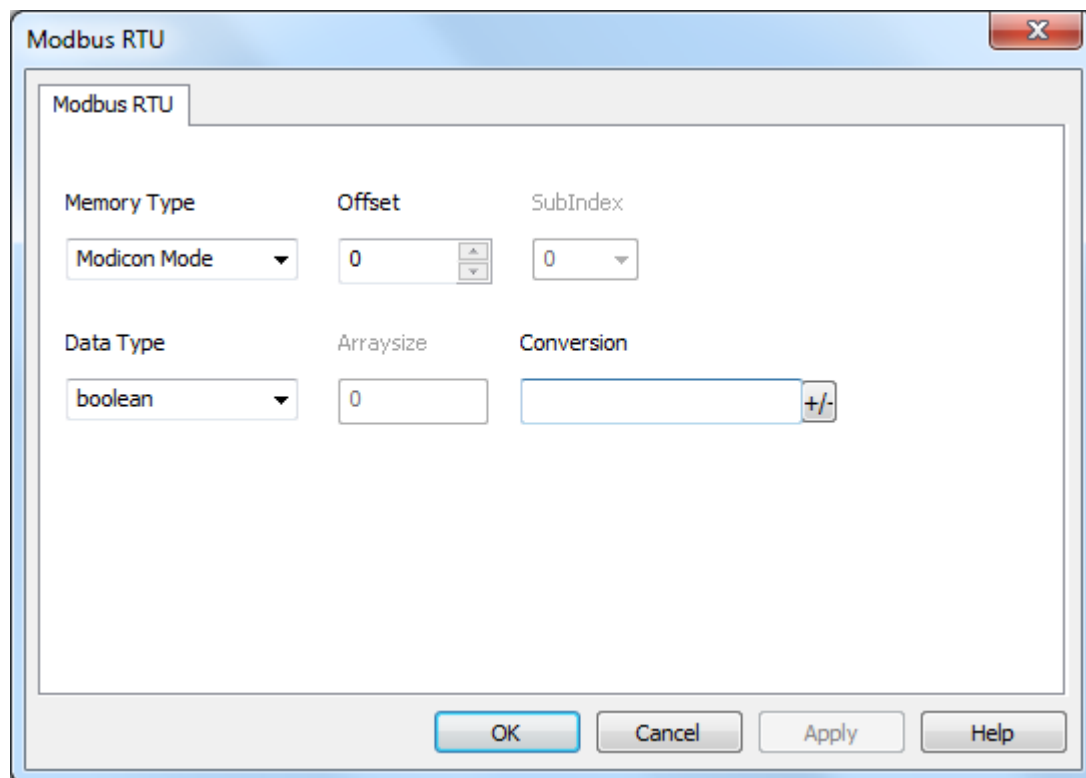 Modbus RTU
X
Modbus RTU
Memory Type Offset SubIndex
Modicon Mode 0 0
Data Type Arraysize Conversion
boolean 0 +/-
OK Cancel Apply Help